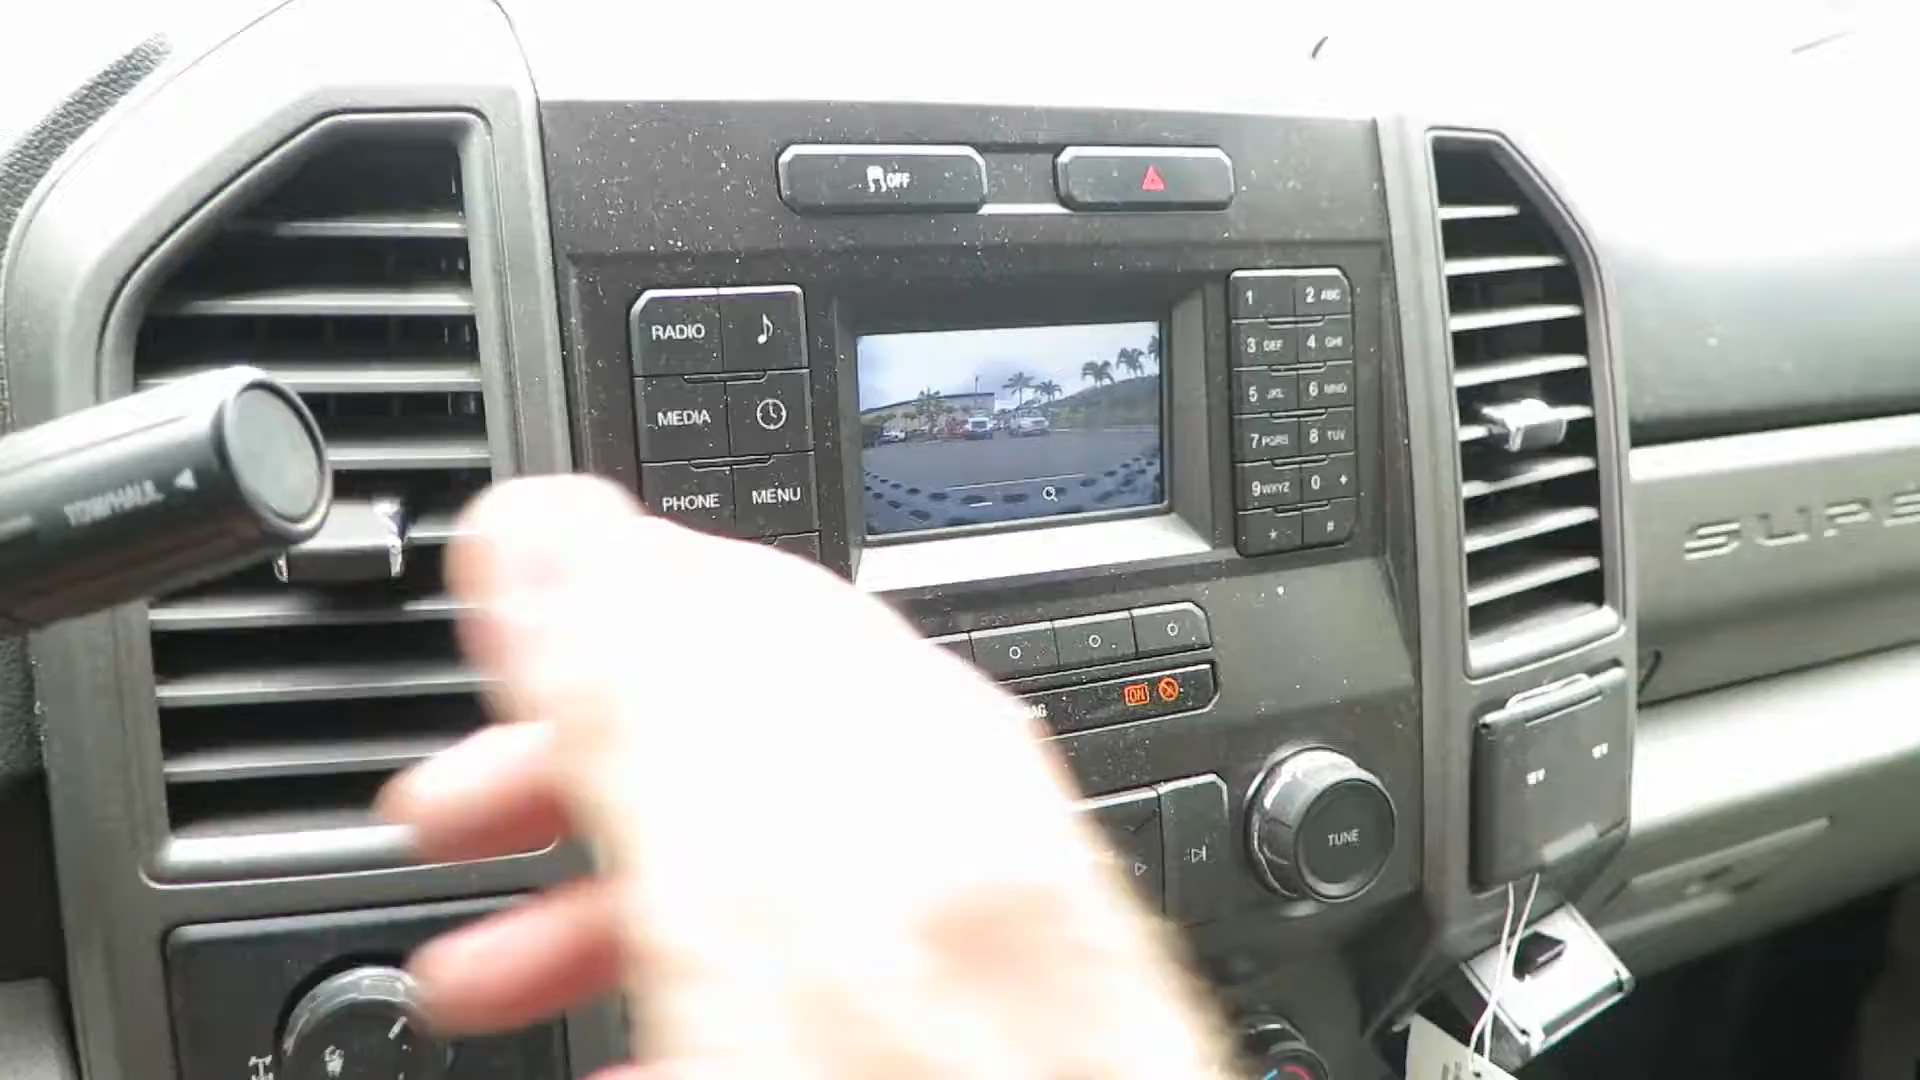 OFF
RADIO
MEDIA
PHONE
MENU
1
2 ABC
3 DEF
4 GHI
5 JKL
6 MNO
7 PQRS
8 TUV
9 WXYZ
0 +
*
#
TOW/HAUL
SUPE
ON
TUNE